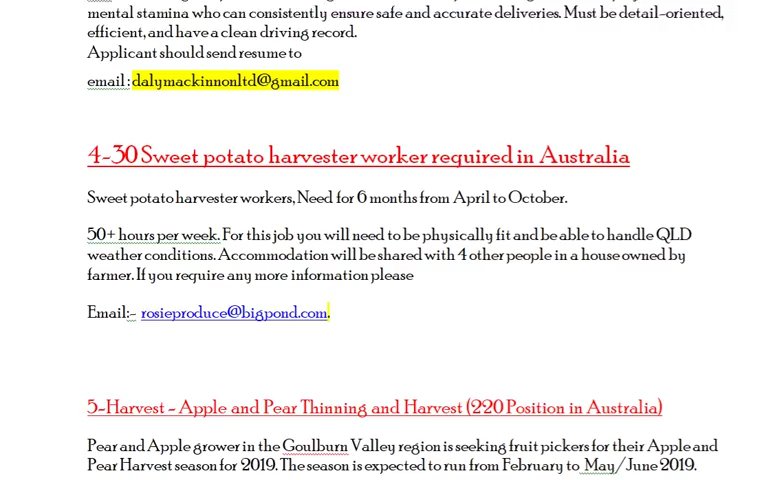 mental stamina who can consistently ensure safe and accurate deliveries. Must be detail-oriented,
efficient, and have a clean driving record.
Applicant should send resume to
email : dalymackinnonltd@gmail.com
4-30 Sweet potato harvester worker required in Australia
Sweet potato harvester workers, Need for 6 months from April to October.
50+ hours per week. For this job you will need to be physically fit and be able to handle QLD
weather conditions. Accommodation will be shared with 4 other people in a house owned by
farmer. If you require any more information please
Email:- rosieproduce@bigpond.com.
5-Harvest - Apple and Pear Thinning and Harvest (220 Position in Australia)
Pear and Apple grower in the Goulburn Valley region is seeking fruit pickers for their Apple and
Pear Harvest season for 2019. The season is expected to run from February to May/June 2019.